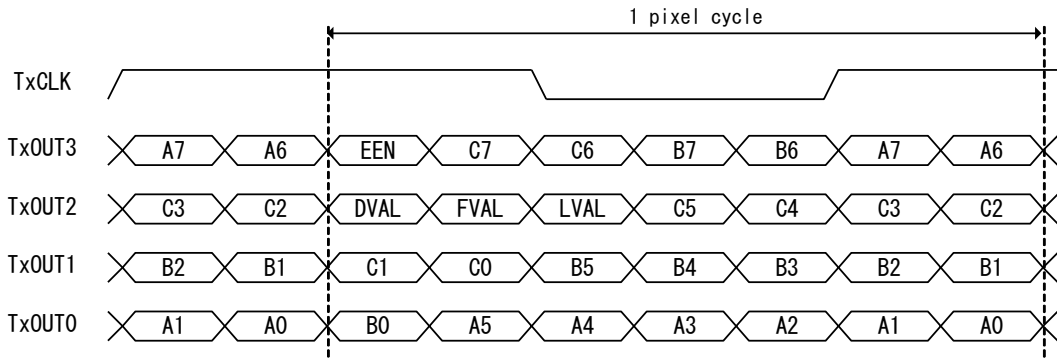 1 pixel cycle
TxCLK
TxOUT3 A7 A6 EEN C7 C6 B7 B6 A7 A6
TxOUT2 C3 C2 DVAL FVAL LVAL C5 C4 C3 C2
TxOUT1 B2 B1 C1 C0 B5 B4 B3 B2 B1
TxOUT0 A1 A0 B0 A5 A4 A3 A2 A1 A0